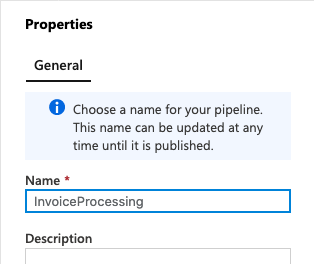 Properties
General
Choose a name for your pipeline.
This name can be updated at any
time until it is published.
Name *
InvoiceProcessing
Description